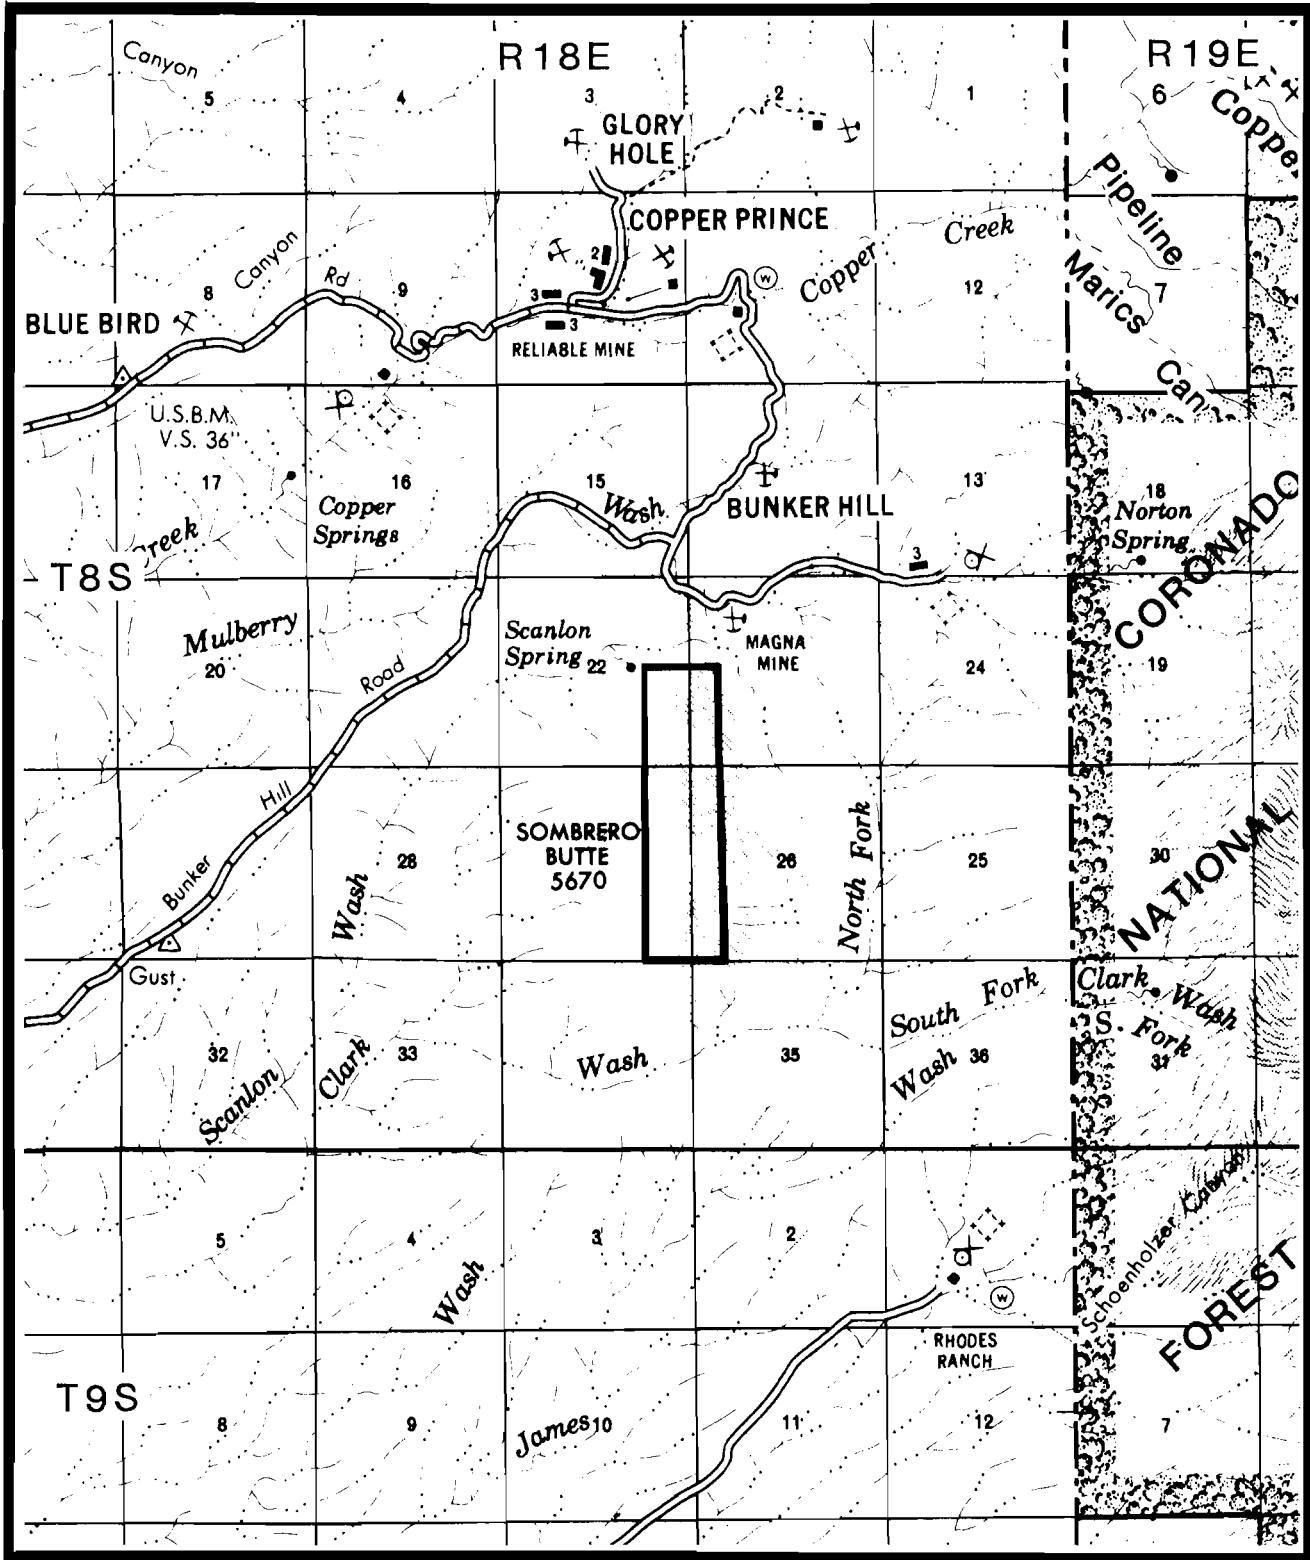 Canyon
R18E
R19E
5
4
3
2
1
6
Copper
GLORY
HOLE
Pipeline
COPPER PRINCE
Canyon
Rd
8
9
2
W
Copper
Creek
12
Marics
7
BLUE BIRD
3
3
RELIABLE MINE
Can
U.S.B.M.
V.S. 36"
17
16
15
Wash
13
18
Copper
Springs
BUNKER HILL
Norton
Spring
Creek
3
T8S
CORONADO
Mulberry
20
Road
Scanlon
Spring
22
MAGNA
MINE
24
19
Hill
SOMBRERO
BUTTE
5670
28
26
North Fork
25
30
NATIONAL
Bunker
Wash
Gust
South Fork
Clark Wash
S. Fork
32
Scanlon
Clark
33
Wash
35
Wash
36
31
5
4
3
2
Schoenholzer Canyon
FOREST
Wash
W
RHODES
RANCH
T9S
8
9
James
10
11
12
7